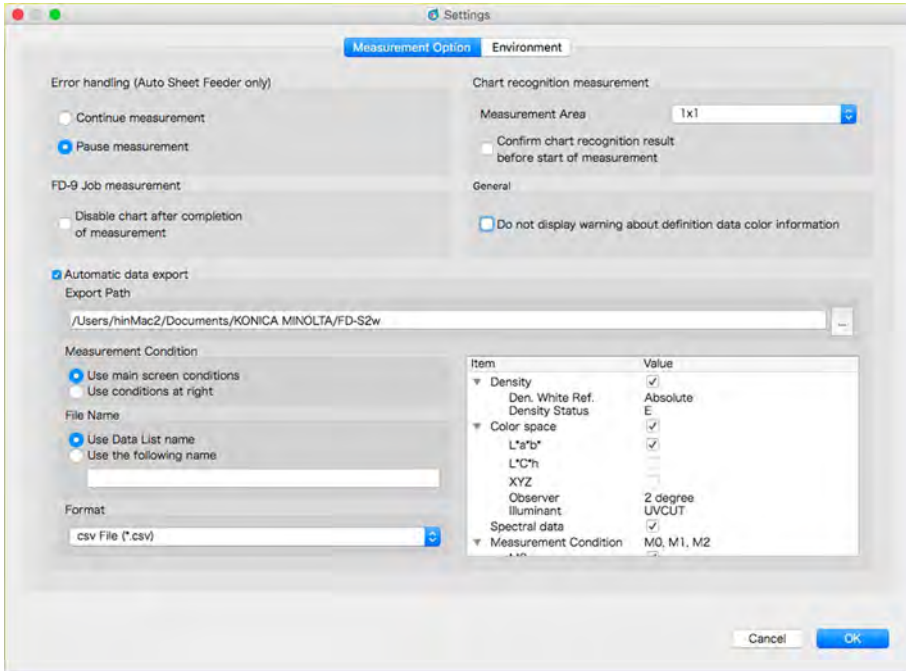 Settings
Measurement Option Environment
Error handling (Auto Sheet Feeder only)
Continue measurement
Pause measurement
Chart recognition measurement
Measurement Area 1x1
Confirm chart recognition result
before start of measurement
FD-9 Job measurement
Disable chart after completion
of measurement
General
Do not display warning about definition data color information
Automatic data export
Export Path
/Users/hinMac2/Documents/KONICA MINOLTA/FD-S2w
...
Measurement Condition
Use main screen conditions
Use conditions at right
File Name
Use Data List name
Use the following name
Format
csv File (*.csv)
Item Value
Density
Den. White Ref. Absolute
Density Status E
Color space
L*a*b*
L*C*h
XYZ
Observer 2 degree
Illuminant UVCUT
Spectral data
Measurement Condition M0, M1, M2
Cancel OK